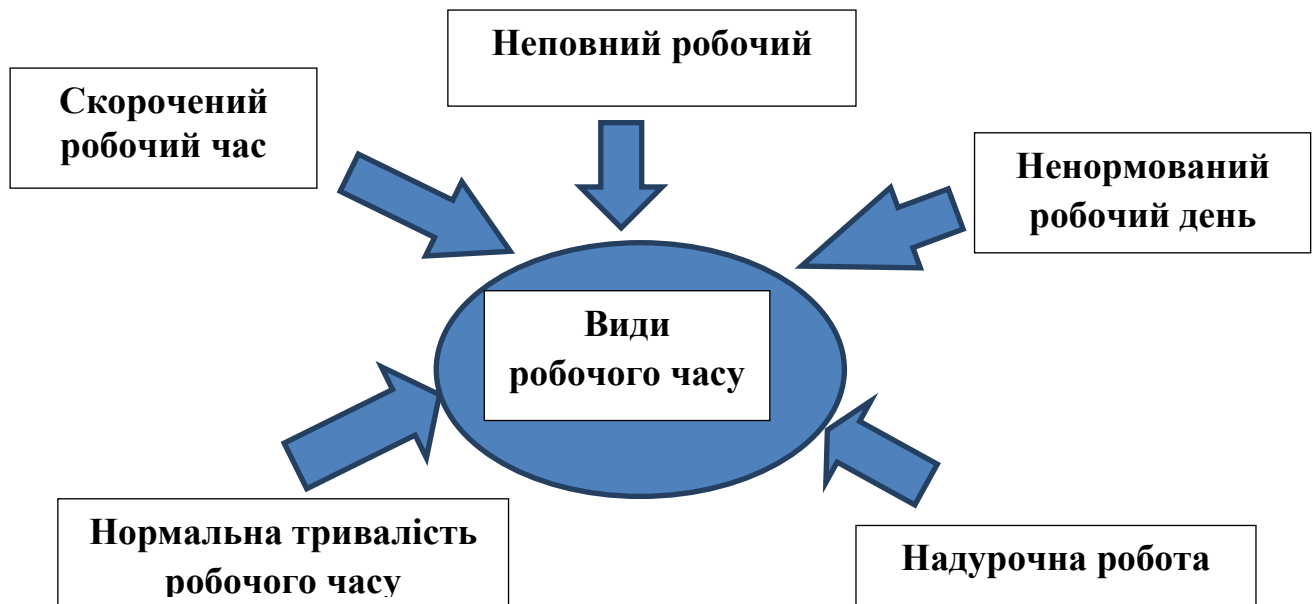 Неповний робочий
Скорочений
робочий час
Ненормований
робочий день
Види
робочого часу
Нормальна тривалість
робочого часу
Надурочна робота